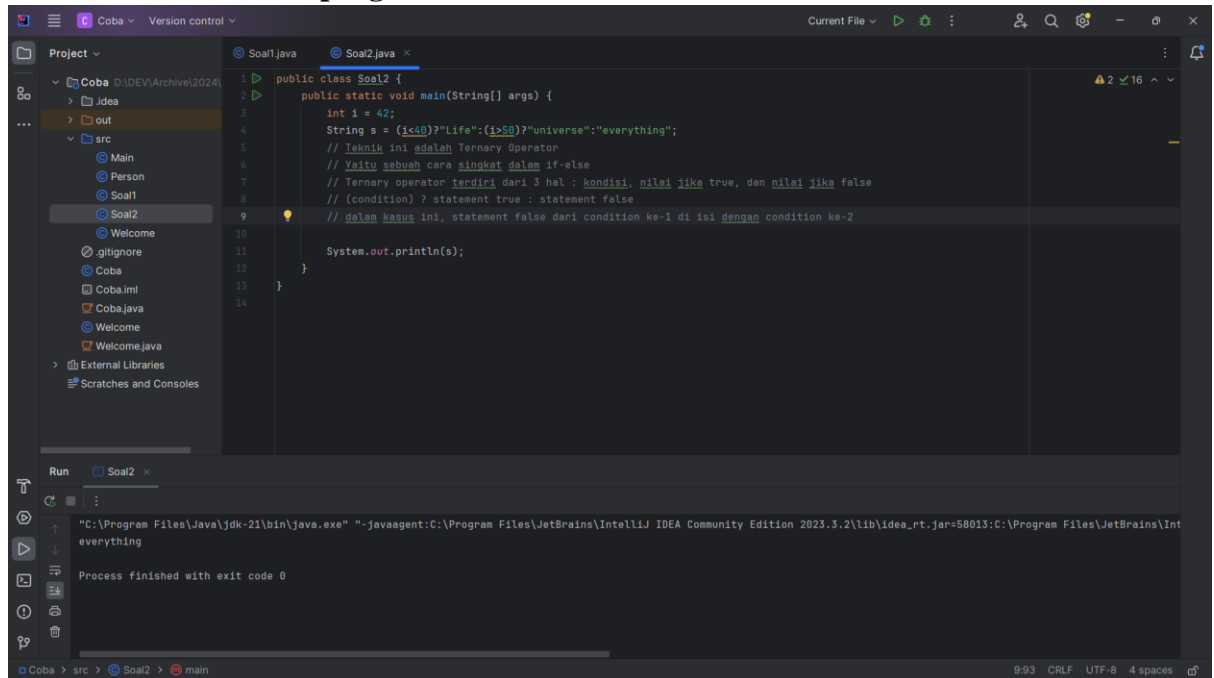 C Coba Version control Current File
Project
Soal1.java Soal2.java
Coba D:\DEV\Archive\2024\
.idea
out
src
Main
Person
Soal1
Soal2
Welcome
.gitignore
Coba
Coba.iml
Coba.java
Welcome
Welcome.java
External Libraries
Scratches and Consoles
2 16
1 public class Soal2 {
2 public static void main(String[] args) {
3 int i = 42;
4 String s = (i<40)?"Life":(i>50)?"universe":"everything";
5 // Teknik ini adalah Ternary Operator
6 // Yaitu sebuah cara singkat dalam if-else
7 // Ternary operator terdiri dari 3 hal : kondisi, nilai jika true, dan nilai jika false
8 // (condition) ? statement true : statement false
9 // dalam kasus ini, statement false dari condition ke-1 di isi dengan condition ke-2
10
11 System.out.println(s);
12 }
13 }
14
Run Soal2
"C:\Program Files\Java\jdk-21\bin\java.exe" "-javaagent:C:\Program Files\JetBrains\IntelliJ IDEA Community Edition 2023.3.2\lib\idea_rt.jar=58013:C:\Program Files\JetBrains\Int
everything
Process finished with exit code 0
Coba > src > Soal2 > main 9:93 CRLF UTF-8 4 spaces